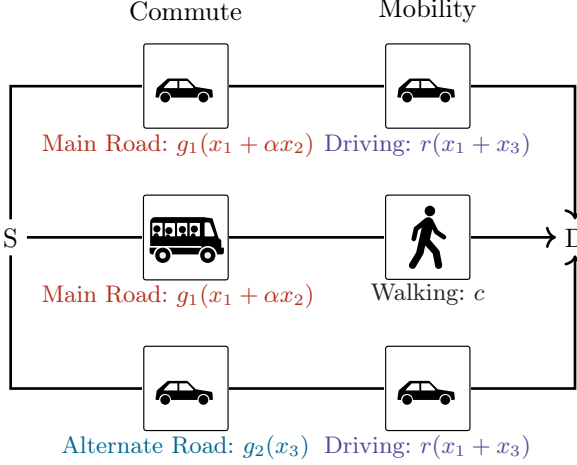 Commute Mobility
Main Road: g₁(x₁ + αx₂) Driving: r(x₁ + x₃)
S D
Main Road: g₁(x₁ + αx₂) Walking: c
Alternate Road: g₂(x₃) Driving: r(x₁ + x₃)